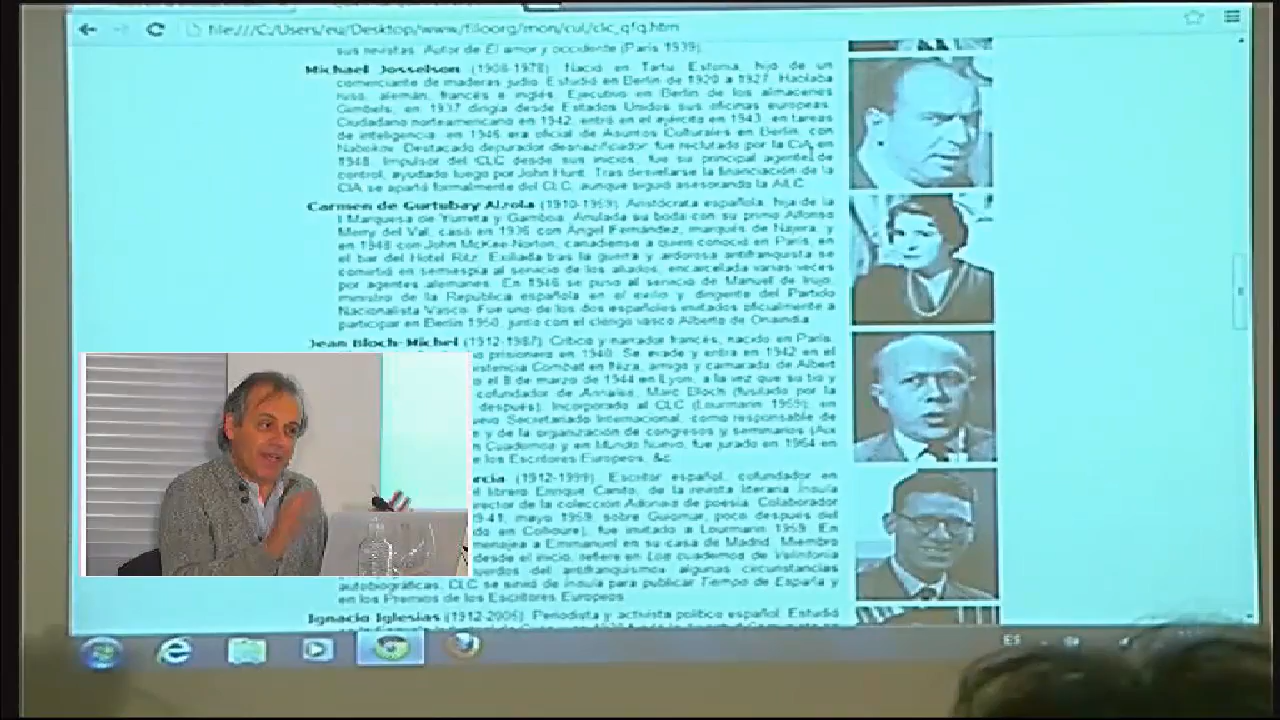 file:///C:/Users/eu/Desktop/www/filoorg/mon/cul/clc_qfq.htm
sus revistas. Autor de El amor y occidente (París 1939).
Michael Josselson (1908-1978). Nació en Tartu, Estonia, hijo de un
comerciante de maderas judío. Estudió en Berlín de 1920 a 1927. Hablaba
ruso, alemán, francés e inglés. Ejecutivo en Berlín de los almacenes
Gimbels, en 1937 dirigía desde Estados Unidos sus oficinas europeas.
Ciudadano norteamericano en 1942, entró en el ejército en 1943, en tareas
de inteligencia: en 1946 era oficial de Asuntos Culturales en Berlín, con
Nabokov. Destacado depurador desnazificador fue reclutado por la CIA en
1948. Impulsor del CLC desde sus inicios, fue su principal agente de
control, ayudado luego por John Hunt. Tras desvelarse la financiación de la
CIA se apartó formalmente del CLC, aunque siguió asesorando la AILC.
Carmen de Gurtubay Alzola (1910-1959). Aristócrata española, hija de la
I Marquesa de Yurreta y Gamboa. Anulada su boda con su primo Alfonso
Merry del Val, casó en 1936 con Ángel Fernández, marqués de Nájera, y
en 1948 con John McKee-Norton, canadiense a quien conoció en París, en
el bar del Hotel Ritz. Exiliada tras la guerra y ardorosa antifranquista se
convirtió en semiespía al servicio de los aliados, encarcelada varias veces
por agentes alemanes. En 1946 se puso al servicio de Manuel de Irujo,
ministro de la República española en el exilio y dirigente del Partido
Nacionalista Vasco. Fue uno de los dos españoles invitados oficialmente a
participar en Berlín 1950, junto con el clérigo vasco Alberto de Onaindía.
Jean Bloch-Michel (1912-1987). Crítico y narrador francés, nacido en París.
prisionero en 1940. Se evade y entra en 1942 en el
Combat en Niza, amigo y camarada de Albert
el 8 de marzo de 1944 en Lyon, a la vez que su tío y
cofundador de Annales, Marc Bloch (fusilado por la
después). Incorporado al CLC (Lourmarin 1959), en
Secretariado Internacional, como responsable de
y de la organización de congresos y seminarios (Aix
Cuadernos y en Mundo Nuevo, fue jurado en 1964 en
los Escritores Europeos, &c.
(1912-1999). Escritor español, cofundador en
librero Enrique Canito, de la revista literaria Ínsula
director de la colección Adonais de poesía. Colaborador
mayo 1959, sobre Guiomar, poco después del
en Collioure), fue invitado a Lourmarin 1959. En
homenajea a Emmanuel en su casa de Madrid. Miembro
desde el inicio, refiere en Los cuadernos de Velintonia
del antifranquismo algunas circunstancias
autobiográficas. CLC se sirvió de Ínsula para publicar Tiempo de España y
en los Premios de los Escritores Europeos.
Ignacio Iglesias (1912-2005). Periodista y activista político español. Estudió
ES